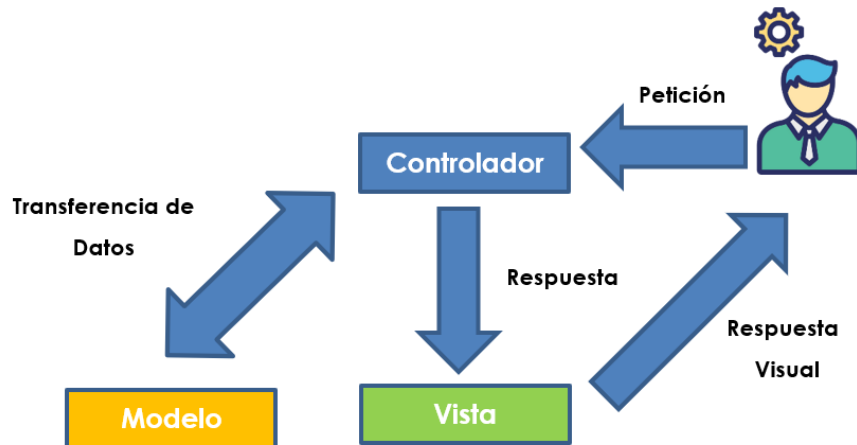 Petición
Controlador
Transferencia de
Datos
Respuesta
Respuesta
Visual
Modelo
Vista